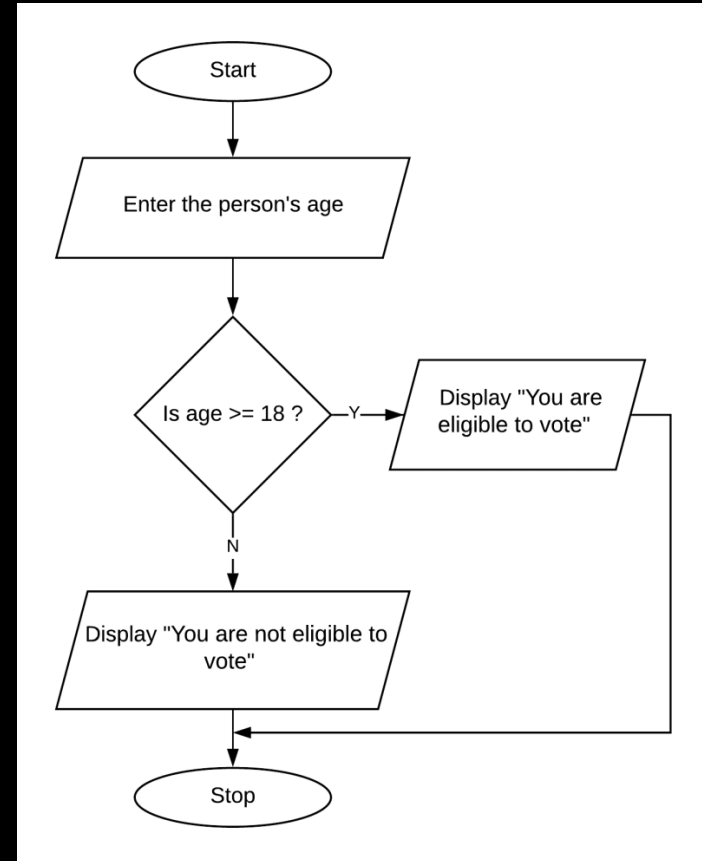 Start
Enter the person's age
Is age >= 18 ?
Y
Display "You are
eligible to vote"
N
Display "You are not eligible to
vote"
Stop